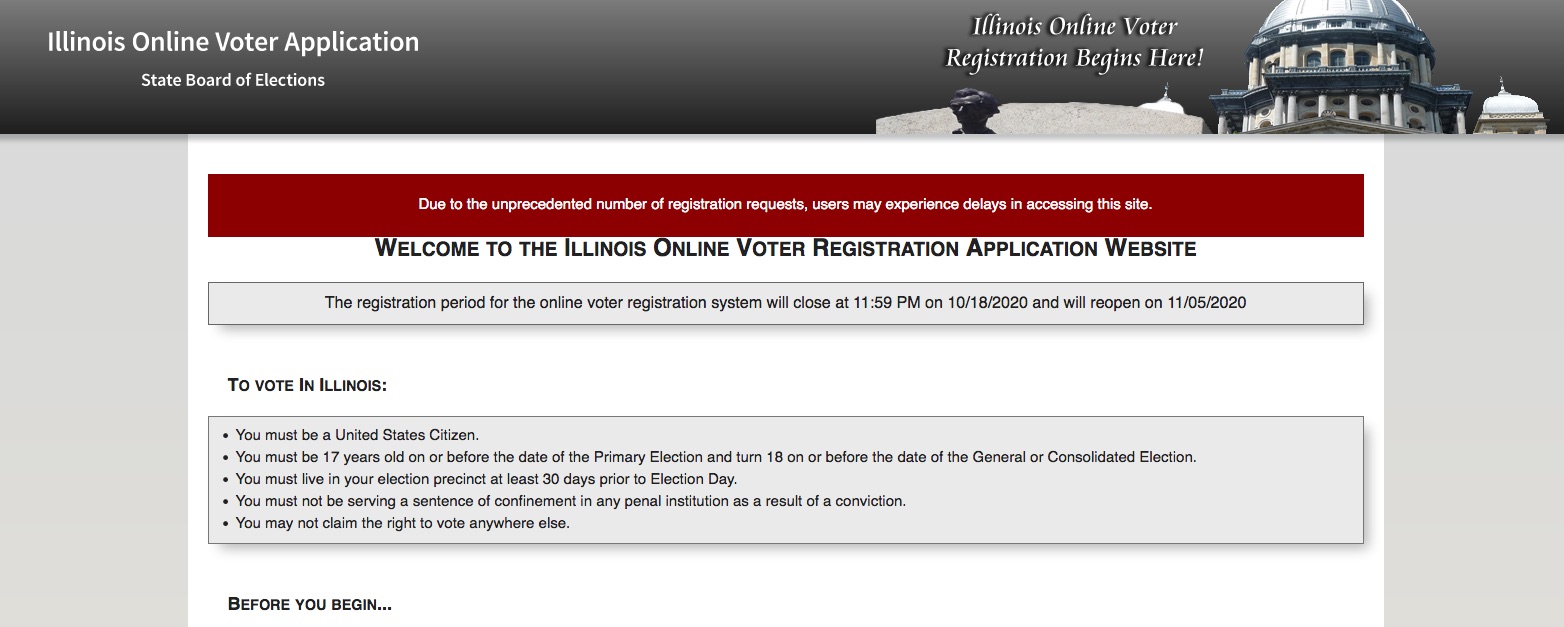 Illinois Online Voter Application
State Board of Elections
Illinois Online Voter
Registration Begins Here!
Due to the unprecedented number of registration requests, users may experience delays in accessing this site.
Welcome to the Illinois Online Voter Registration Application Website
The registration period for the online voter registration system will close at 11:59 PM on 10/18/2020 and will reopen on 11/05/2020
To vote In Illinois:
• You must be a United States Citizen.
• You must be 17 years old on or before the date of the Primary Election and turn 18 on or before the date of the General or Consolidated Election.
• You must live in your election precinct at least 30 days prior to Election Day.
• You must not be serving a sentence of confinement in any penal institution as a result of a conviction.
• You may not claim the right to vote anywhere else.
Before you begin...